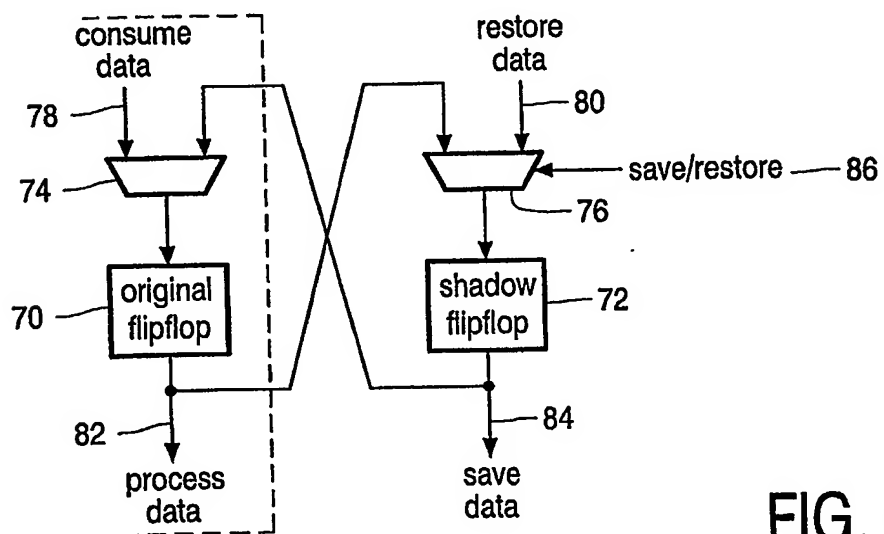 consume
data
restore
data
78
80
74
save/restore
86
76
original
flipflop
70
shadow
flipflop
72
82
84
process
data
save
data
FIG.